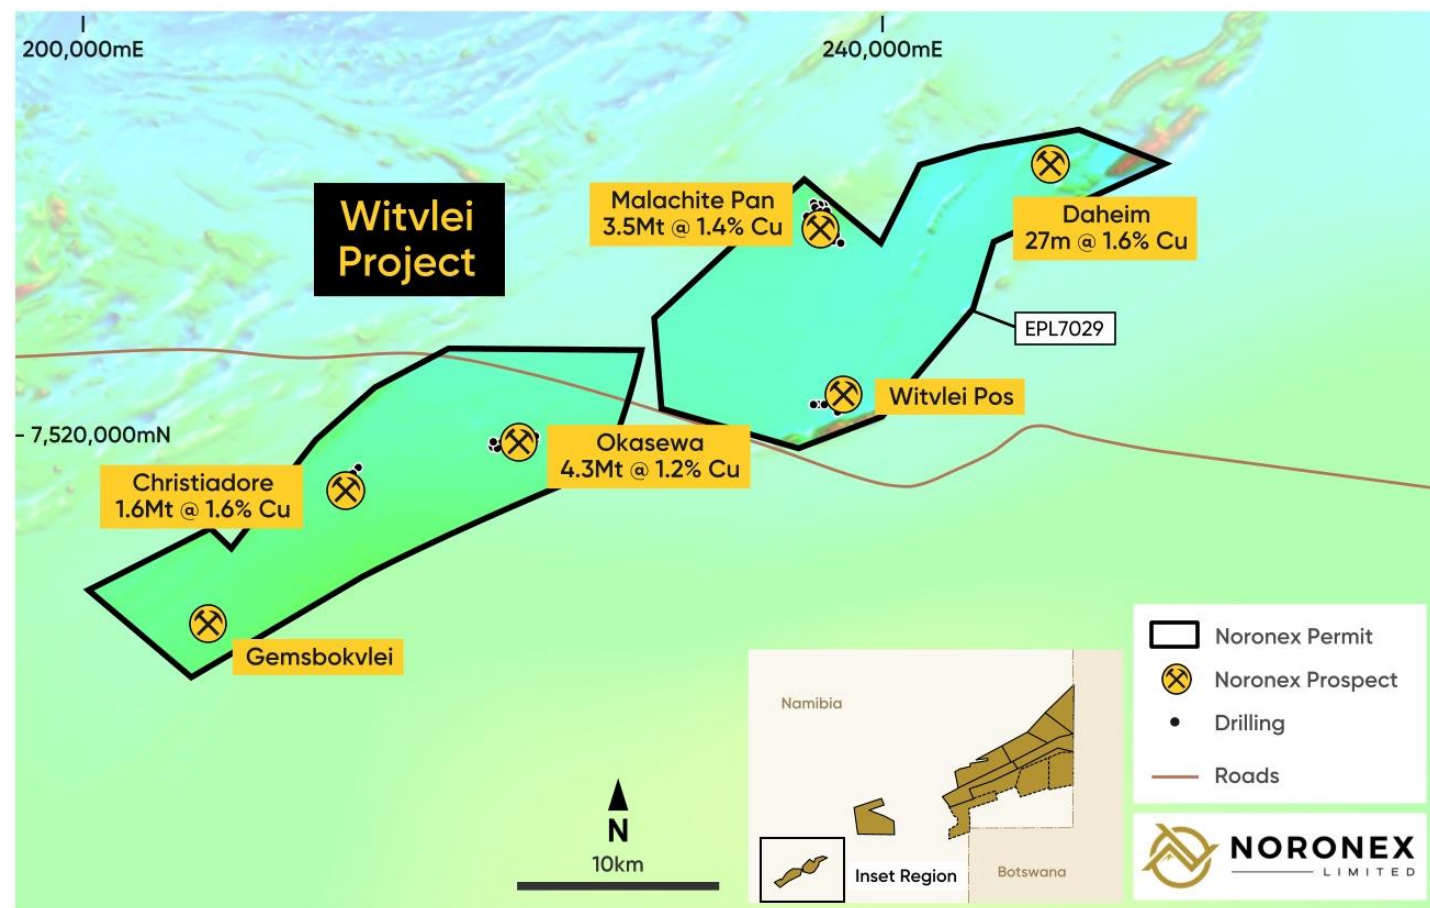 200,000mE
240,000mE
Witvlei
Project
Malachite Pan
3.5Mt @ 1.4% Cu
Daheim
27m @ 1.6% Cu
EPL7029
Witvlei Pos
7,520,000mN
Okasewa
4.3Mt @ 1.2% Cu
Christiadore
1.6Mt @ 1.6% Cu
Gemsbokvlei
N
10km
Namibia
Inset Region
Botswana
Noronex Permit
Noronex Prospect
Drilling
Roads
NORONEX
LIMITED